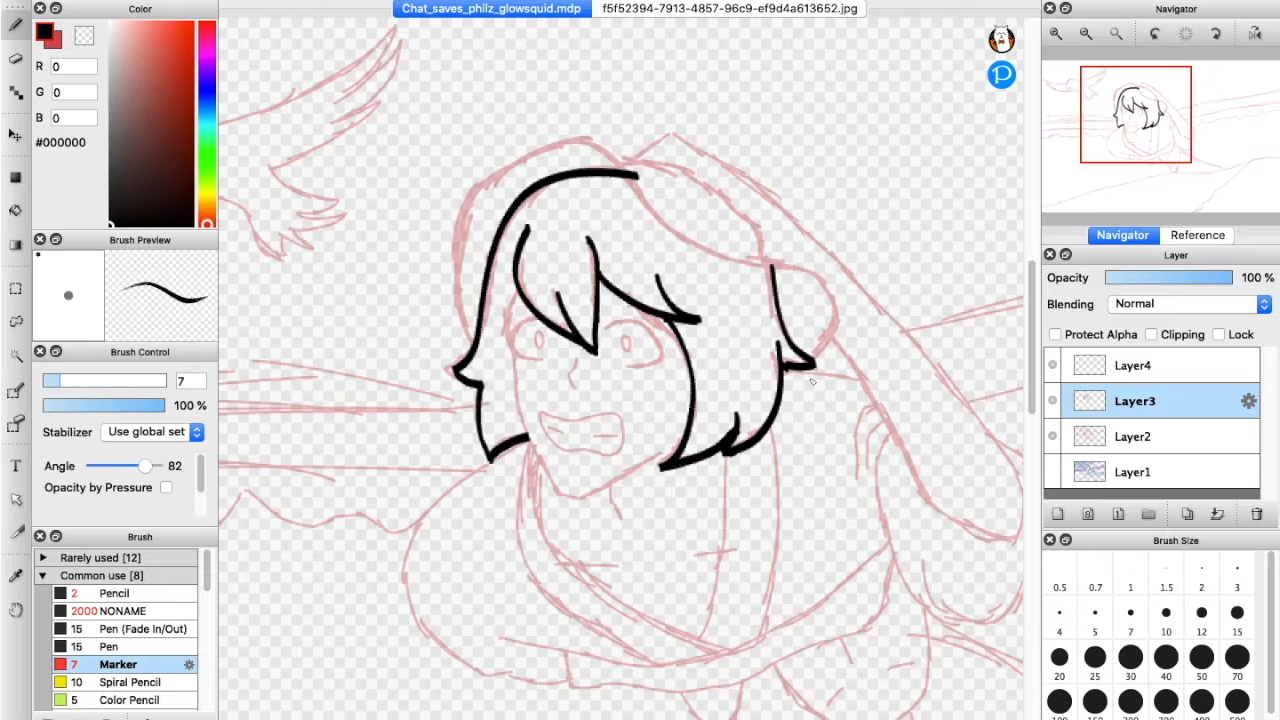 Color
Chat_saves_philz_glowsquid.mdp
f5f52394-7913-4857-96c9-ef9d4a613652.jpg
Navigator
R 0
G 0
B 0
#000000
Brush Preview
Navigator Reference
Layer
Opacity 100 %
Blending Normal
Protect Alpha Clipping Lock
Brush Control
7
100 %
Stabilizer Use global set
Angle 82
Opacity by Pressure
Layer4
Layer3
Layer2
Layer1
Brush
Rarely used [12]
Common use [8]
2 Pencil
2000 NONAME
15 Pen (Fade In/Out)
15 Pen
7 Marker
10 Spiral Pencil
5 Color Pencil
Brush Size
0.5 0.7 1 1.5 2 3
4 5 7 10 12 15
20 25 30 40 50 70